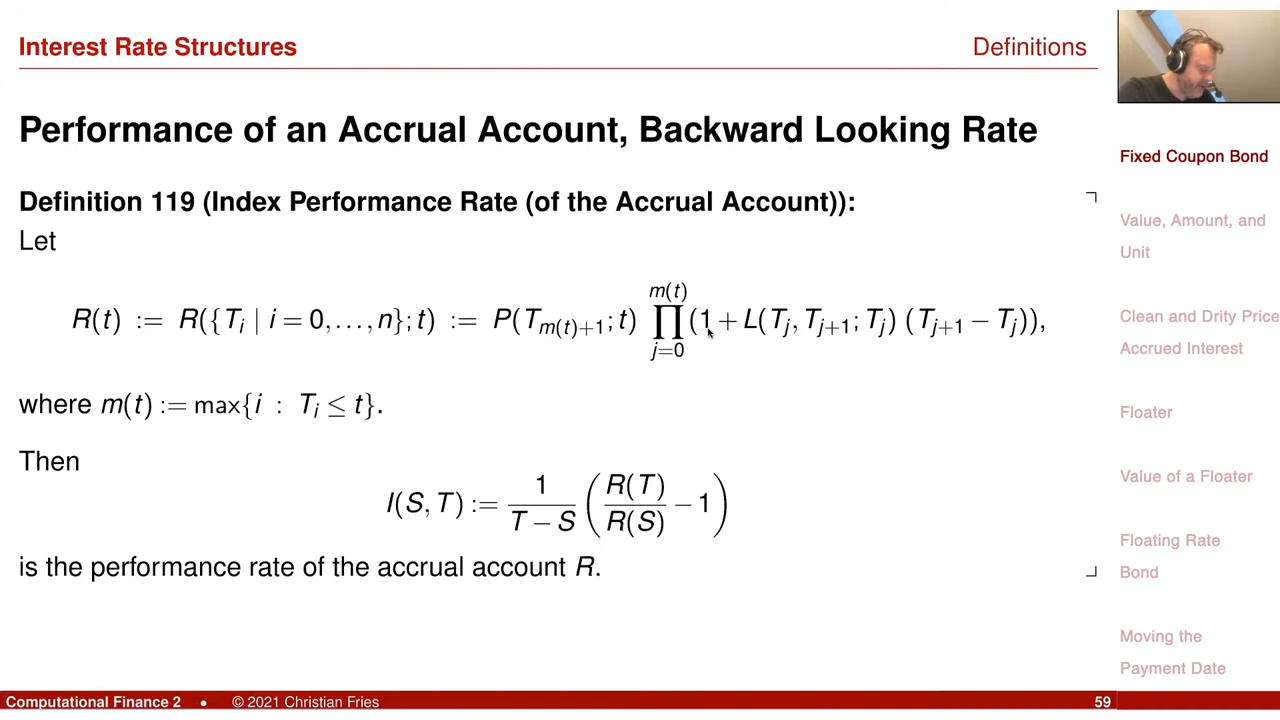 Interest Rate Structures
Definitions
Performance of an Accrual Account, Backward Looking Rate
Definition 119 (Index Performance Rate (of the Accrual Account)):
Let
R(t) := R({T_i | i = 0,...,n}; t) := P(T_{m(t)+1}; t) ∏_{j=0}^{m(t)} (1 + L(T_j, T_{j+1}; T_j) (T_{j+1} − T_j)),
where m(t) := max{i : T_i ≤ t}.
Then
I(S, T) := \frac{1}{T − S} ( \frac{R(T)}{R(S)} − 1 )
is the performance rate of the accrual account R.
Fixed Coupon Bond
Value, Amount, and
Unit
Clean and Drity Price
Accrued Interest
Floater
Value of a Floater
Floating Rate
Bond
Moving the
Payment Date
Computational Finance 2 • © 2021 Christian Fries
59